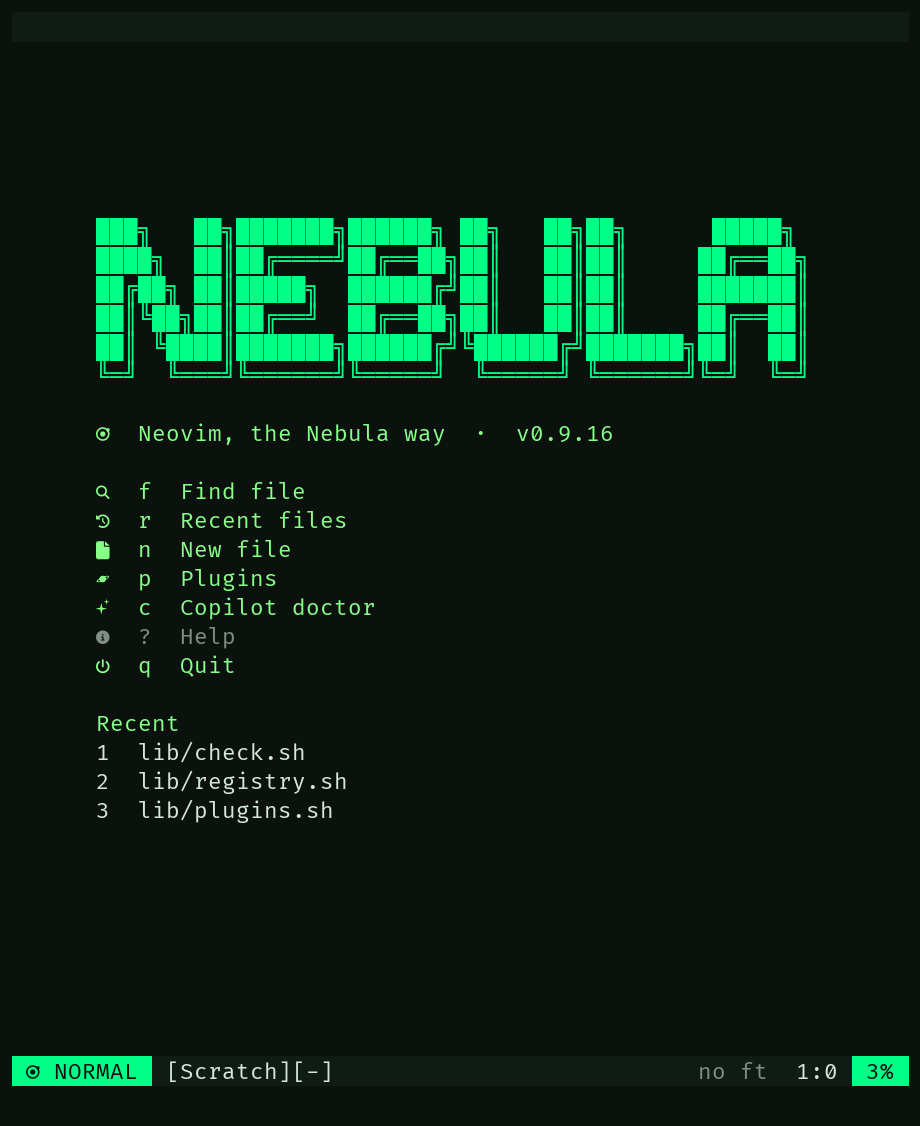 NEBULA
Neovim, the Nebula way · v0.9.16
f Find file
r Recent files
n New file
p Plugins
c Copilot doctor
? Help
q Quit
Recent
1 lib/check.sh
2 lib/registry.sh
3 lib/plugins.sh
NORMAL [Scratch][-] no ft 1:0 3%